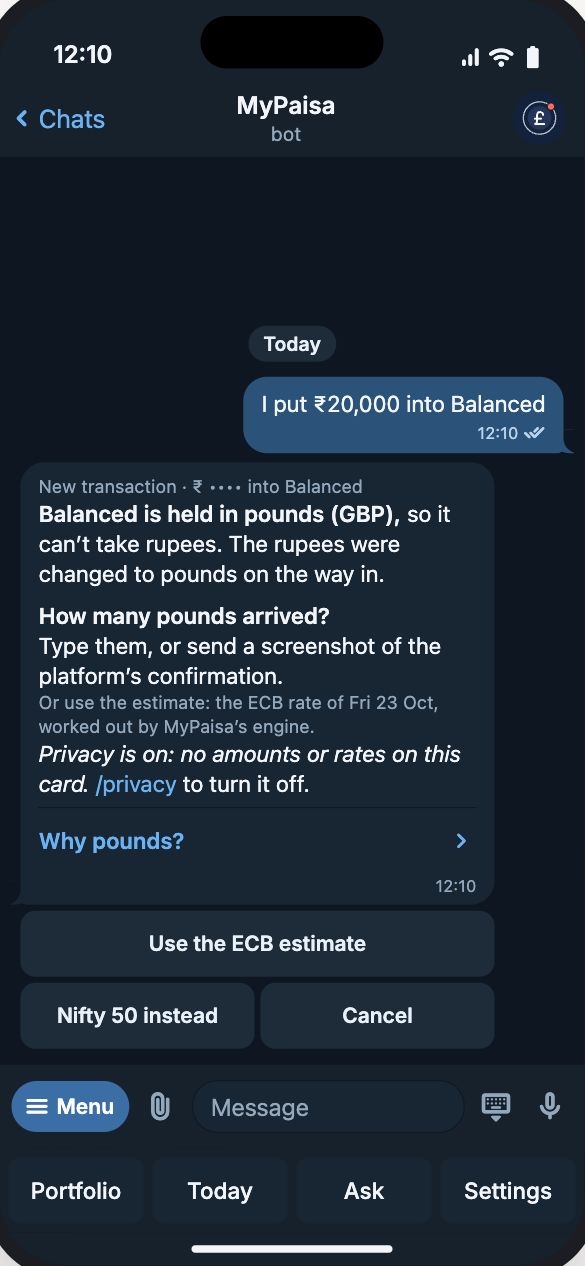 12:10
Chats
MyPaisa
bot
£
Today
I put ₹20,000 into Balanced
12:10
New transaction · ₹ •••• into Balanced
Balanced is held in pounds (GBP), so it
can’t take rupees. The rupees were
changed to pounds on the way in.
How many pounds arrived?
Type them, or send a screenshot of the
platform’s confirmation.
Or use the estimate: the ECB rate of Fri 23 Oct,
worked out by MyPaisa’s engine.
Privacy is on: no amounts or rates on this
card. /privacy to turn it off.
Why pounds?
12:10
Use the ECB estimate
Nifty 50 instead
Cancel
Menu
Message
Portfolio
Today
Ask
Settings